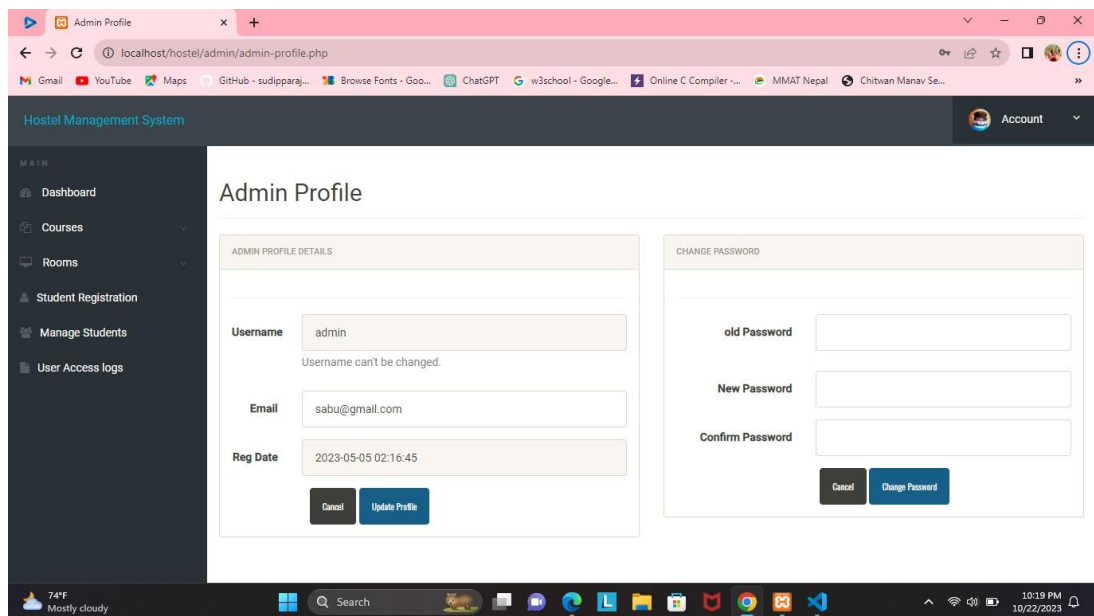 Admin Profile
localhost/hostel/admin/admin-profile.php
Gmail YouTube Maps GitHub - sudipparaj... Browse Fonts - Goo... ChatGPT w3school - Google... Online C Compiler -... MMAT Nepal Chitwan Manav Se... »
Hostel Management System
Account
MAIN
Dashboard
Courses
Rooms
Student Registration
Manage Students
User Access logs
Admin Profile
ADMIN PROFILE DETAILS
Username admin
Username can't be changed.
Email sabu@gmail.com
Reg Date 2023-05-05 02:16:45
Cancel Update Profile
CHANGE PASSWORD
old Password
New Password
Confirm Password
Cancel Change Password
74°F
Mostly cloudy
Search
10:19 PM
10/22/2023